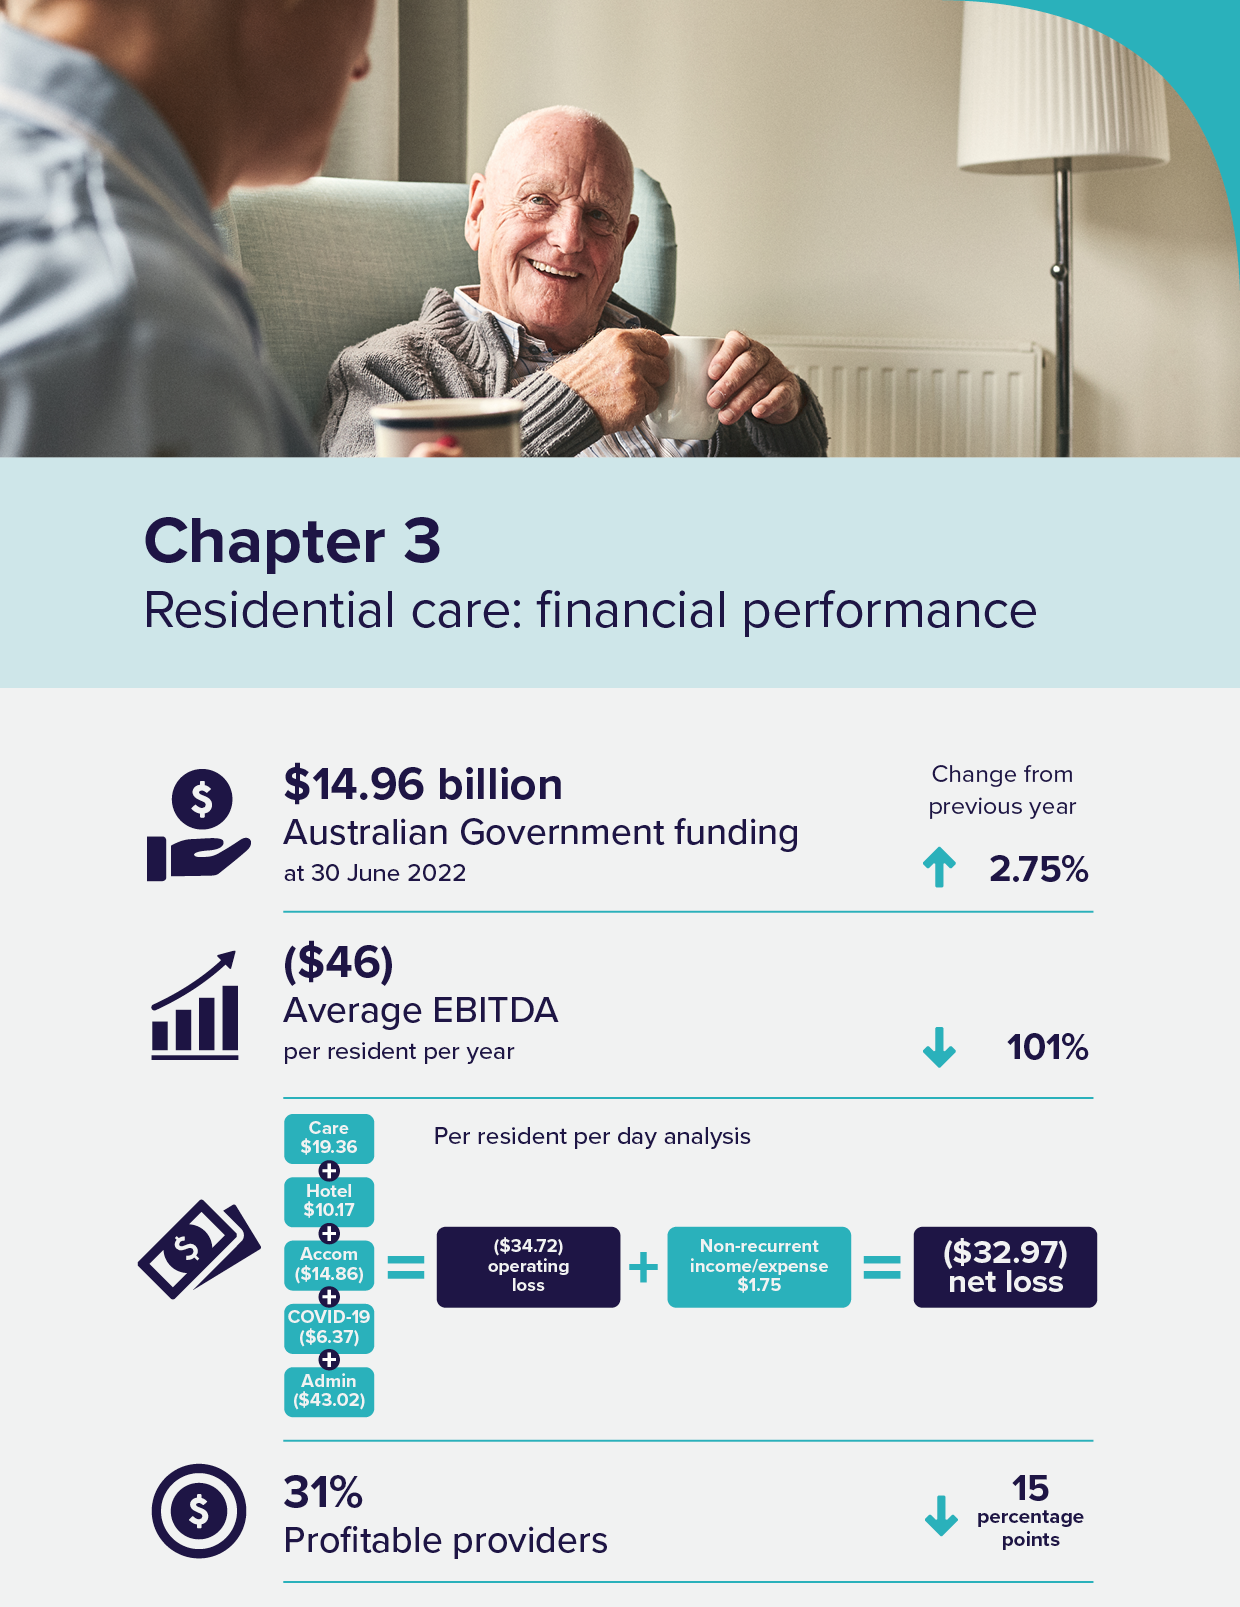 Chapter 3
Residential care: financial performance
$14.96 billion
Australian Government funding
at 30 June 2022
Change from
previous year
2.75%
($46)
Average EBITDA
per resident per year
101%
Per resident per day analysis
Care
$19.36
+
Hotel
$10.17
+
Accom
($14.86)
+
COVID-19
($6.37)
+
Admin
($43.02)
=
($34.72)
operating
loss
+
Non-recurrent
income/expense
$1.75
=
($32.97)
net loss
31%
Profitable providers
15
percentage
points
$
$
$